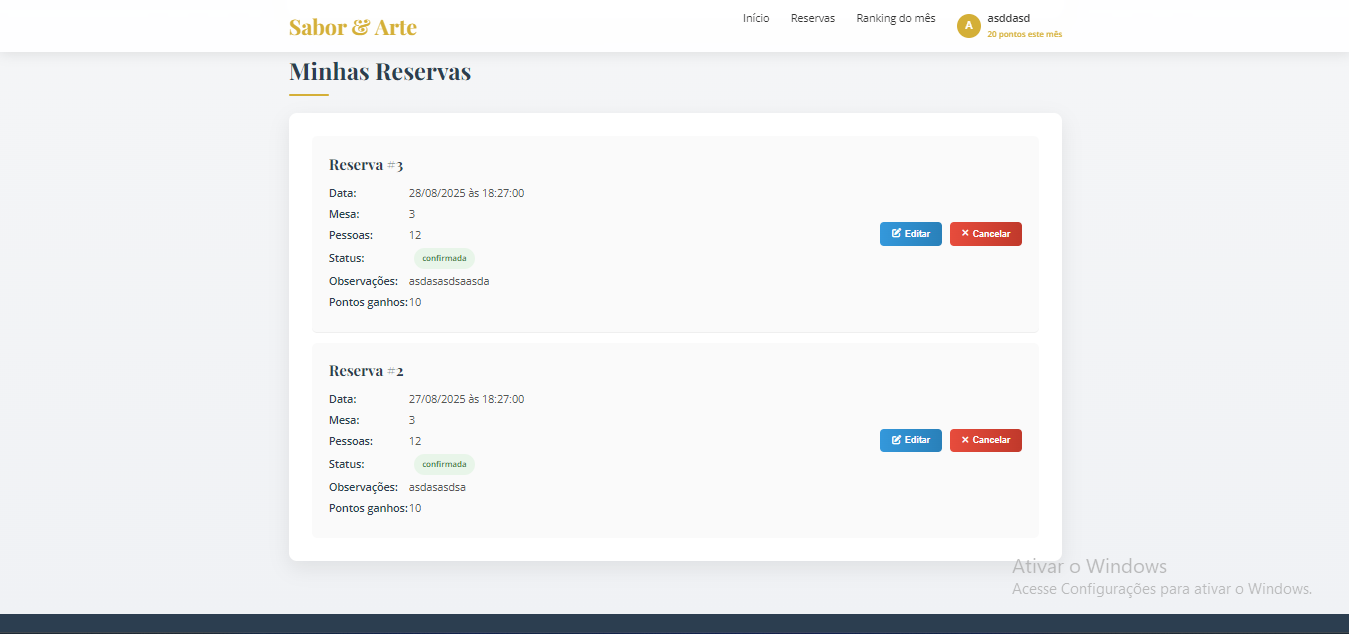 Sabor & Arte
Início Reservas Ranking do mês
A
asddasd
20 pontos este mês
Minhas Reservas
Reserva #3
Data: 28/08/2025 às 18:27:00
Mesa: 3
Pessoas: 12
Status: confirmada
Observações: asdasasdsaasda
Pontos ganhos: 10
Editar Cancelar
Reserva #2
Data: 27/08/2025 às 18:27:00
Mesa: 3
Pessoas: 12
Status: confirmada
Observações: asdasasdsa
Pontos ganhos: 10
Editar Cancelar
Ativar o Windows
Acesse Configurações para ativar o Windows.